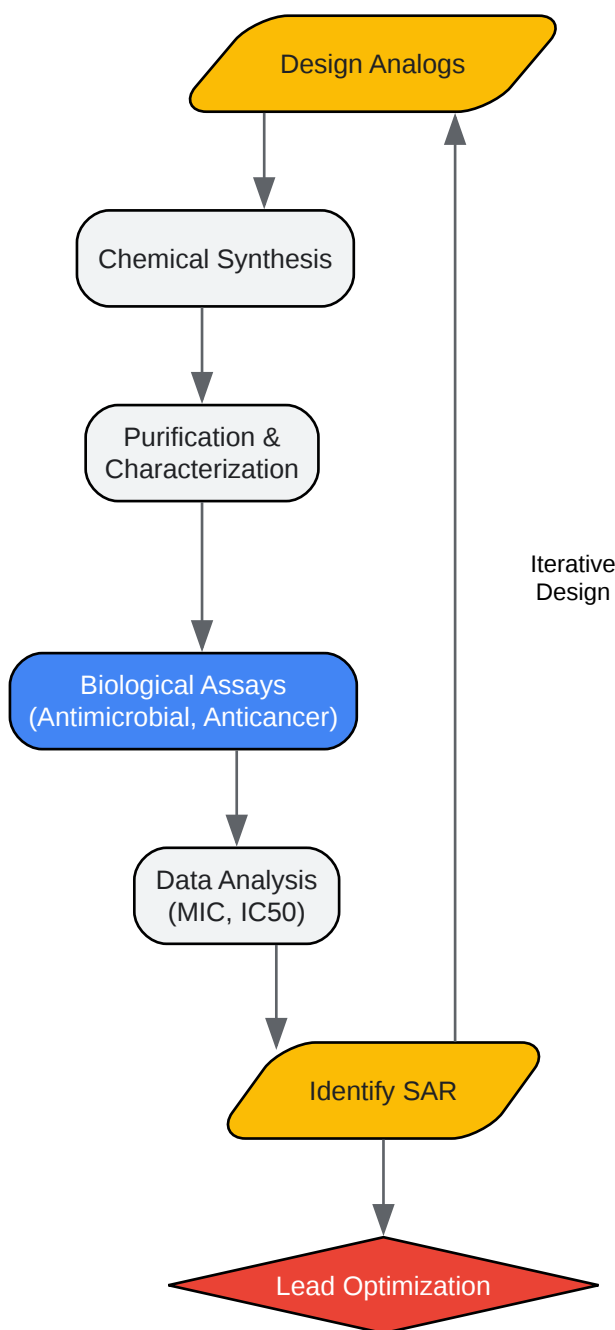 Design Analogs
Chemical Synthesis
Purification &
Characterization
Iterative
Design
Biological Assays
(Antimicrobial, Anticancer)
Data Analysis
(MIC, IC50)
Identify SAR
Lead Optimization